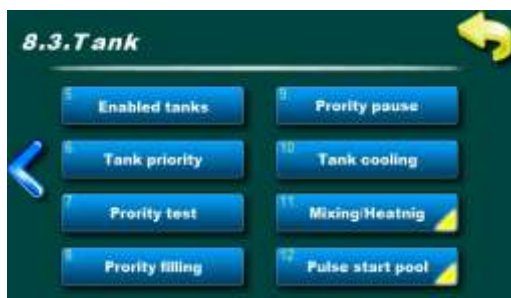 8.3.Tank
5
Enabled tanks
6
Tank priority
7
Prority test
8
Prority filling
9
Prority pause
10
Tank cooling
11
Mixing/Heatnig
12
Pulse start pool